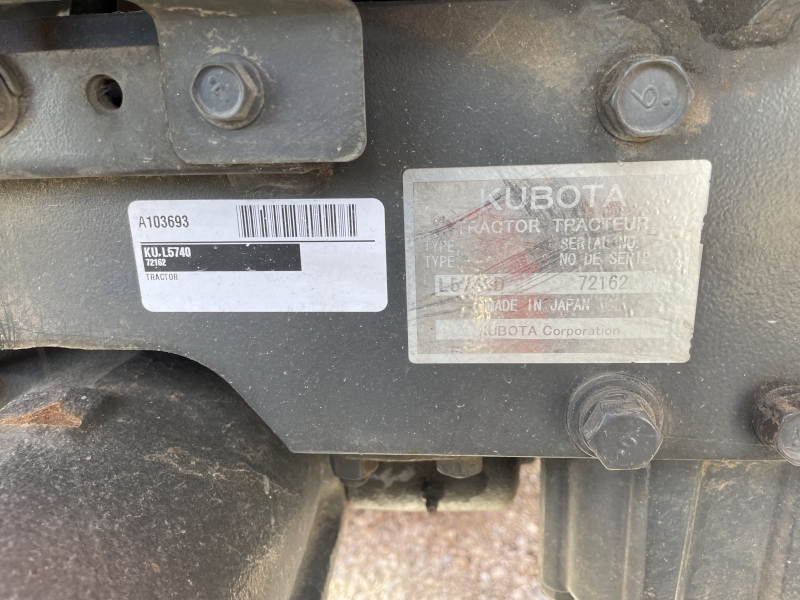 A103693
KU.L5740
72162
TRACTOR
KUBOTA
TRACTOR TRACTEUR
TYPE SERIAL NO.
TYPE NO DE SERIE
72162
MADE IN JAPAN
KUBOTA Corporation
6